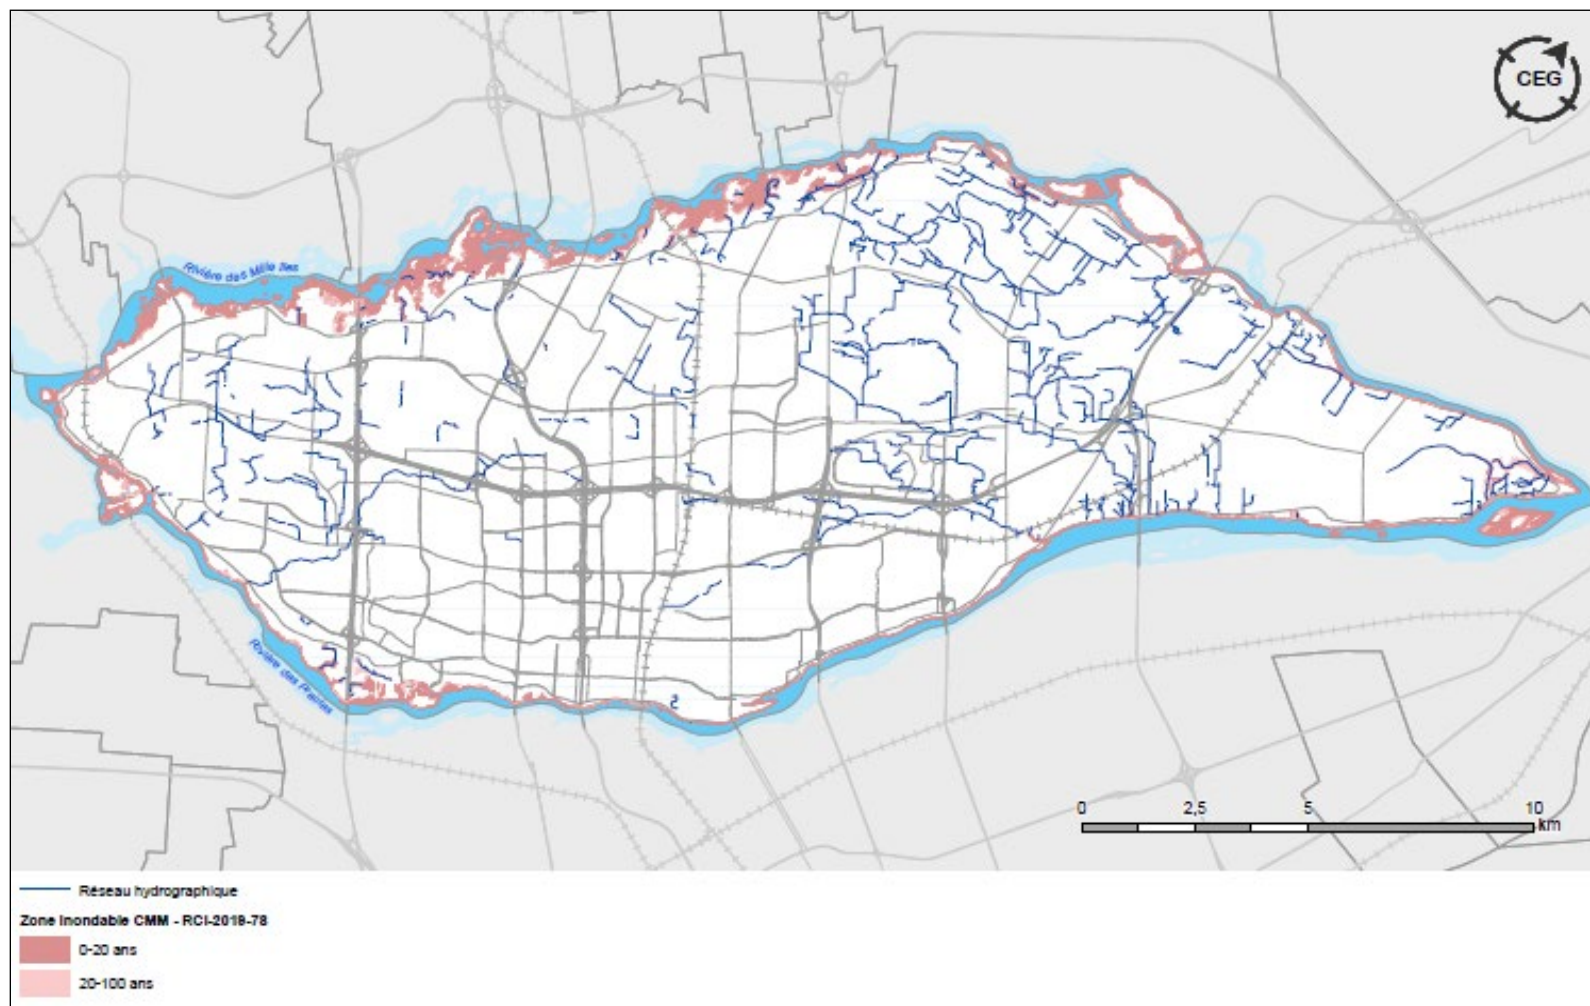 CEG
Rivière des Mille Iles
Rivière des Prairies
0 2,5 5 10
km
Réseau hydrographique
Zone Inondable CMM - RCI-2019-78
0-20 ans
20-100 ans